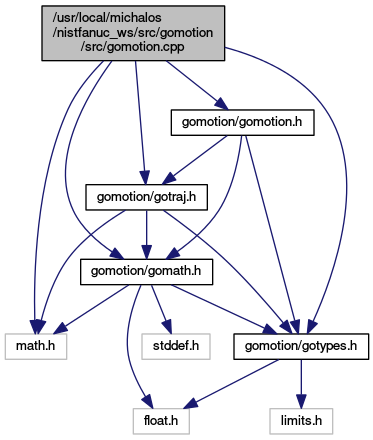 /usr/local/michalos
/nistfanuc_ws/src/gomotion
/src/gomotion.cpp
gomotion/gomotion.h
gomotion/gotraj.h
gomotion/gomath.h
math.h
stddef.h
gomotion/gotypes.h
float.h
limits.h